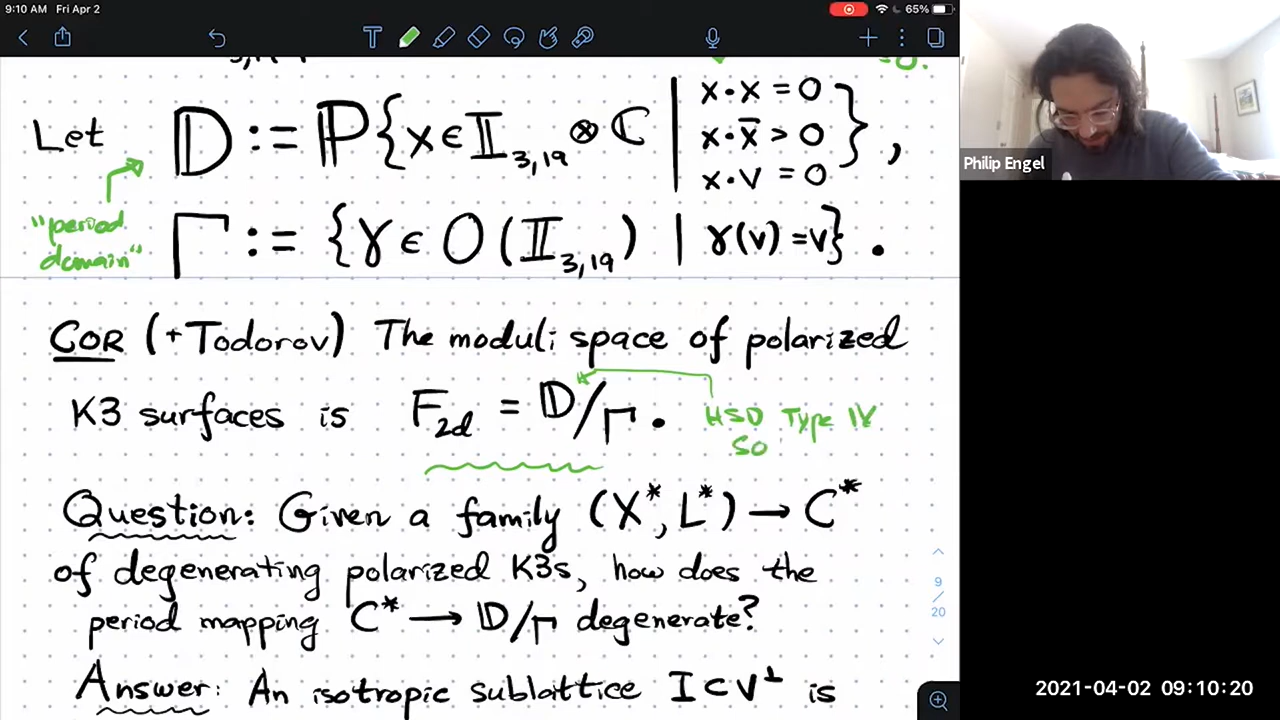 9:10 AM Fri Apr 2
65%
Let 𝔻 := ℙ{x ∈ II₃,₁₉ ⊗ ℂ | x·x = 0
x·x̄ > 0
x·v = 0 },
"period
domain"
Γ := {γ ∈ O(II₃,₁₉) | γ(v) = v}.
COR (+Todorov) The moduli space of polarized
K3 surfaces is F₂d = 𝔻/Γ.
HSD Type IV
SO
Question: Given a family (X*, L*) → C*
of degenerating polarized K3s, how does the
period mapping C* → 𝔻/Γ degenerate?
Answer: An isotropic sublattice I ⊂ V⊥ is
Philip Engel
9
/
20
2021-04-02 09:10:20